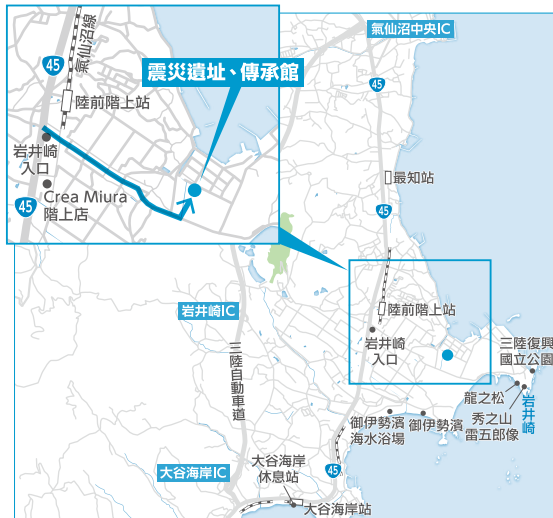 氣仙沼中央IC
45
氣仙沼線
震災遺址、傳承館
陸前階上站
岩井崎
入口
Crea Miura
階上店
45
45
最知站
45
岩井崎IC
陸前階上站
岩井崎
入口
三陸自動車道
三陸復興
國立公園
龍之松
岩井崎
秀之山
雷五郎像
御伊勢濱
海水浴場
御伊勢濱
大谷海岸IC
大谷海岸
休息站
45
大谷海岸站